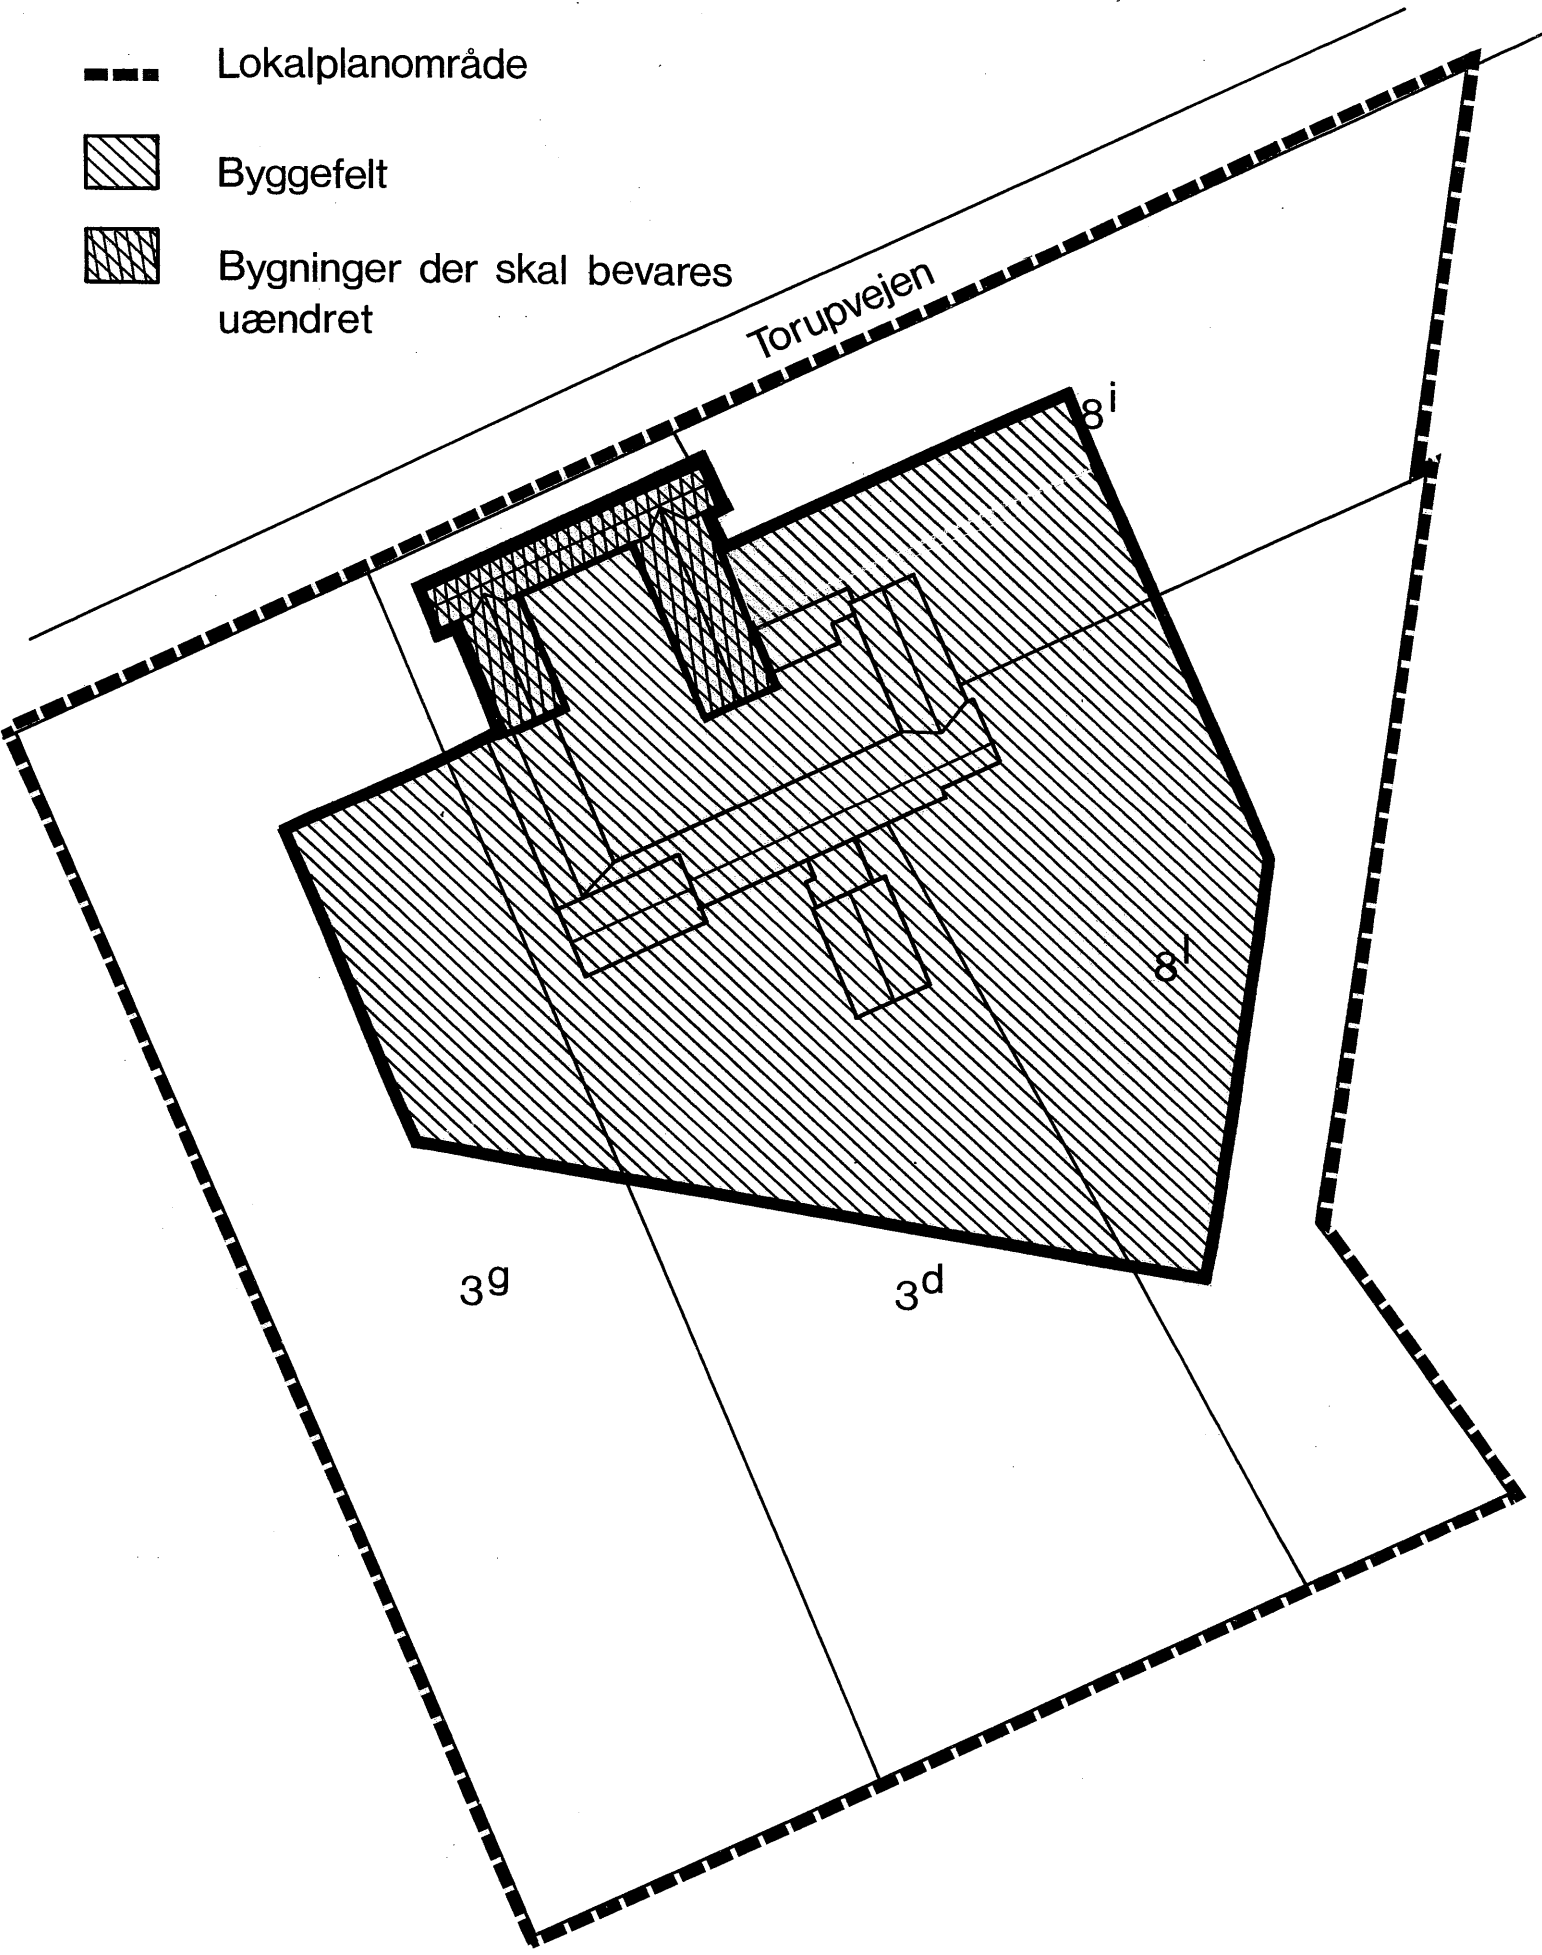 Lokalplanområde
Byggefelt
Bygninger der skal bevares
uændret
Torupvejen
8i
8l
3g
3d